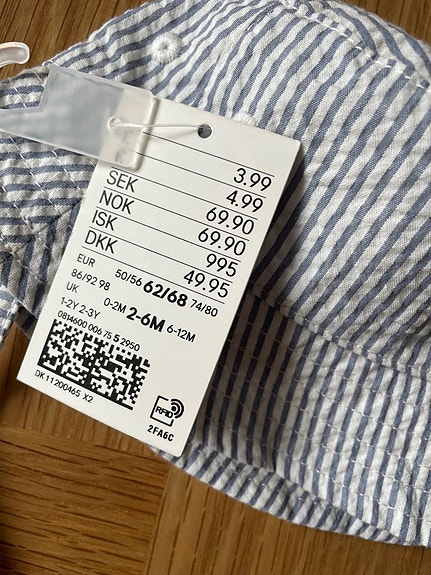 3.99
4.99
SEK 69.90
NOK 69.90
ISK 995
DKK 49.95
EUR 50/56 62/68 74/80
86/92 98
UK 0-2M 2-6M 6-12M
1-2Y 2-3Y
0814600 006 75 5 2950
DK11200465 X2
RFID
2FA6C